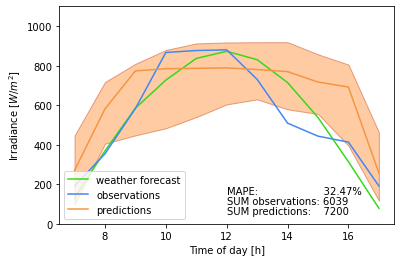 1000
800
600
400
200
0
Irradiance [W/m²]
weather forecast
observations
predictions
MAPE: 32.47%
SUM observations: 6039
SUM predictions: 7200
8 10 12 14 16
Time of day [h]